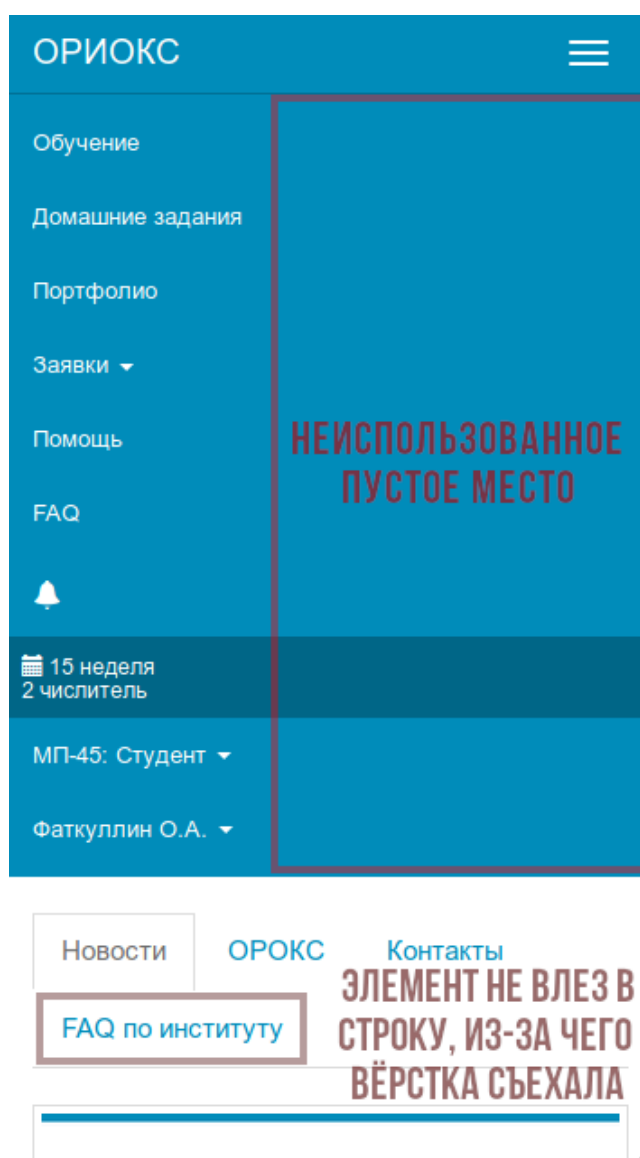 ОРИОКС
Обучение
Домашние задания
Портфолио
Заявки
Помощь
FAQ
НЕИСПОЛЬЗОВАННОЕ
ПУСТОЕ МЕСТО
15 неделя
2 числитель
МП-45: Студент
Фаткуллин О.А.
Новости ОРОКС Контакты
FAQ по институту
ЭЛЕМЕНТ НЕ ВЛЕЗ В
СТРОКУ, ИЗ-ЗА ЧЕГО
ВЁРСТКА СЪЕХАЛА